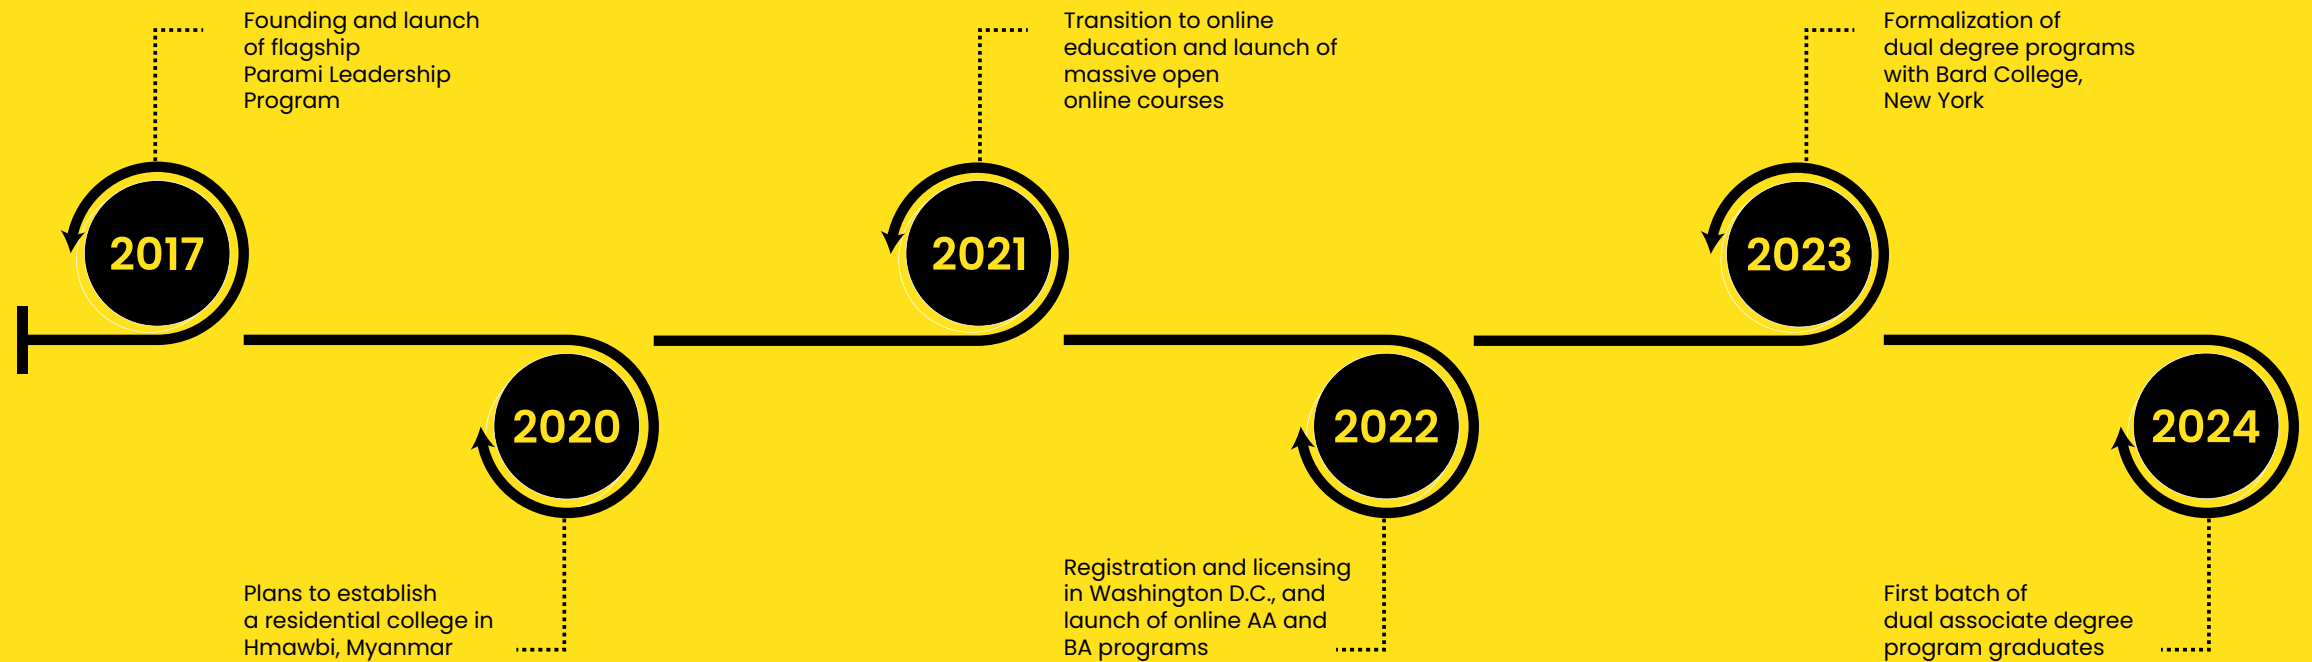 Founding and launch
of flagship
Parami Leadership
Program
2017
Plans to establish
a residential college in
Hmawbi, Myanmar
2020
Transition to online
education and launch of
massive open
online courses
2021
Registration and licensing
in Washington D.C., and
launch of online AA and
BA programs
2022
Formalization of
dual degree programs
with Bard College,
New York
2023
First batch of
dual associate degree
program graduates
2024